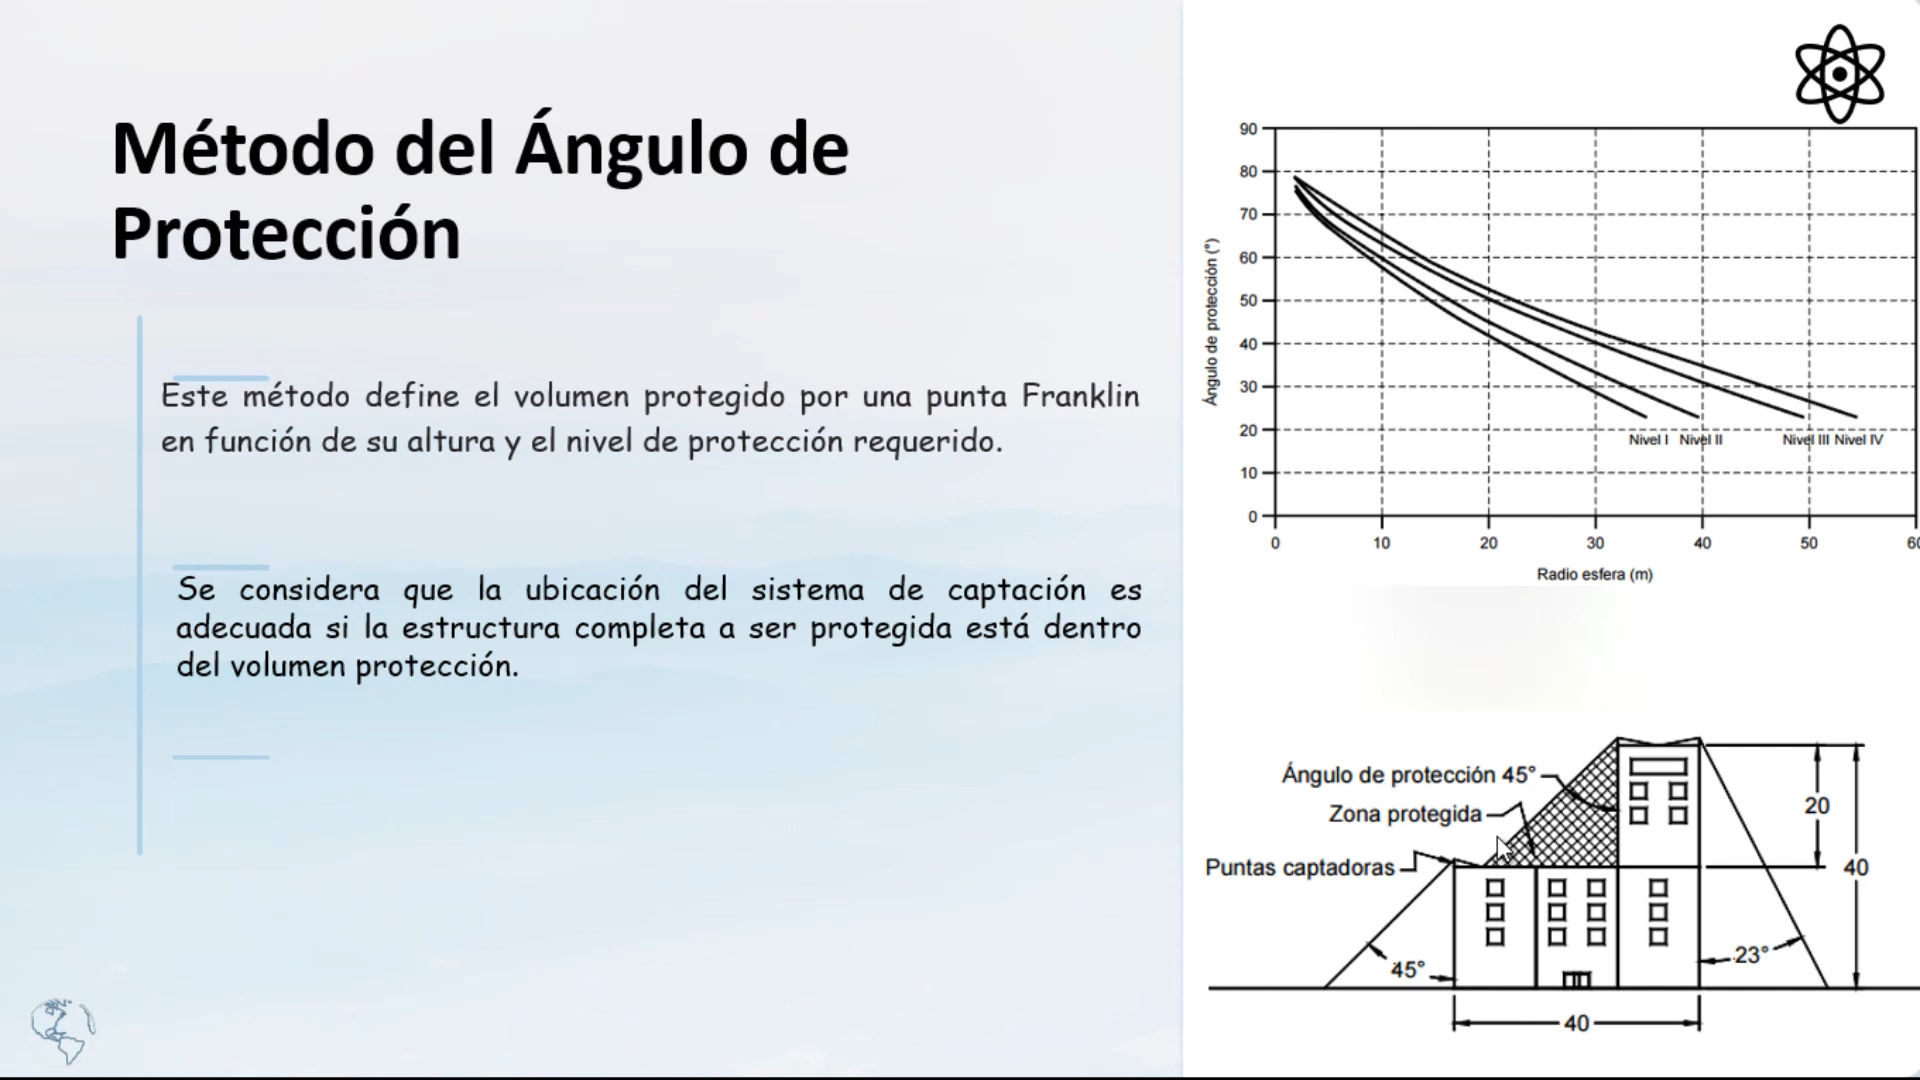 Método del Ángulo de
Protección
Este método define el volumen protegido por una punta Franklin
en función de su altura y el nivel de protección requerido.
Se considera que la ubicación del sistema de captación es
adecuada si la estructura completa a ser protegida está dentro
del volumen protección.
Ángulo de protección (°)
90
80
70
60
50
40
30
20
10
0
Nivel I Nivel II Nivel III Nivel IV
0 10 20 30 40 50 60
Radio esfera (m)
Ángulo de protección 45°
Zona protegida
Puntas captadoras
20
40
45°
23°
40